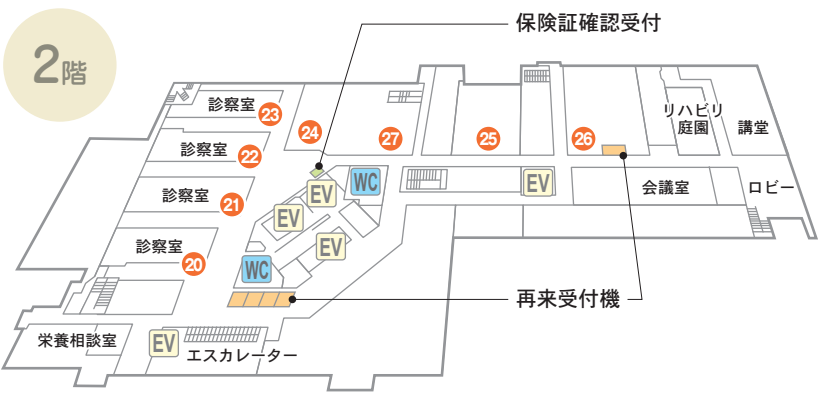 2階
保険証確認受付
診察室
23
24
27
25
26
リハビリ
庭園
講堂
診察室
22
診察室
21
EV
WC
EV
会議室
ロビー
EV
EV
診察室
20
WC
再来受付機
栄養相談室
EV
エスカレーター